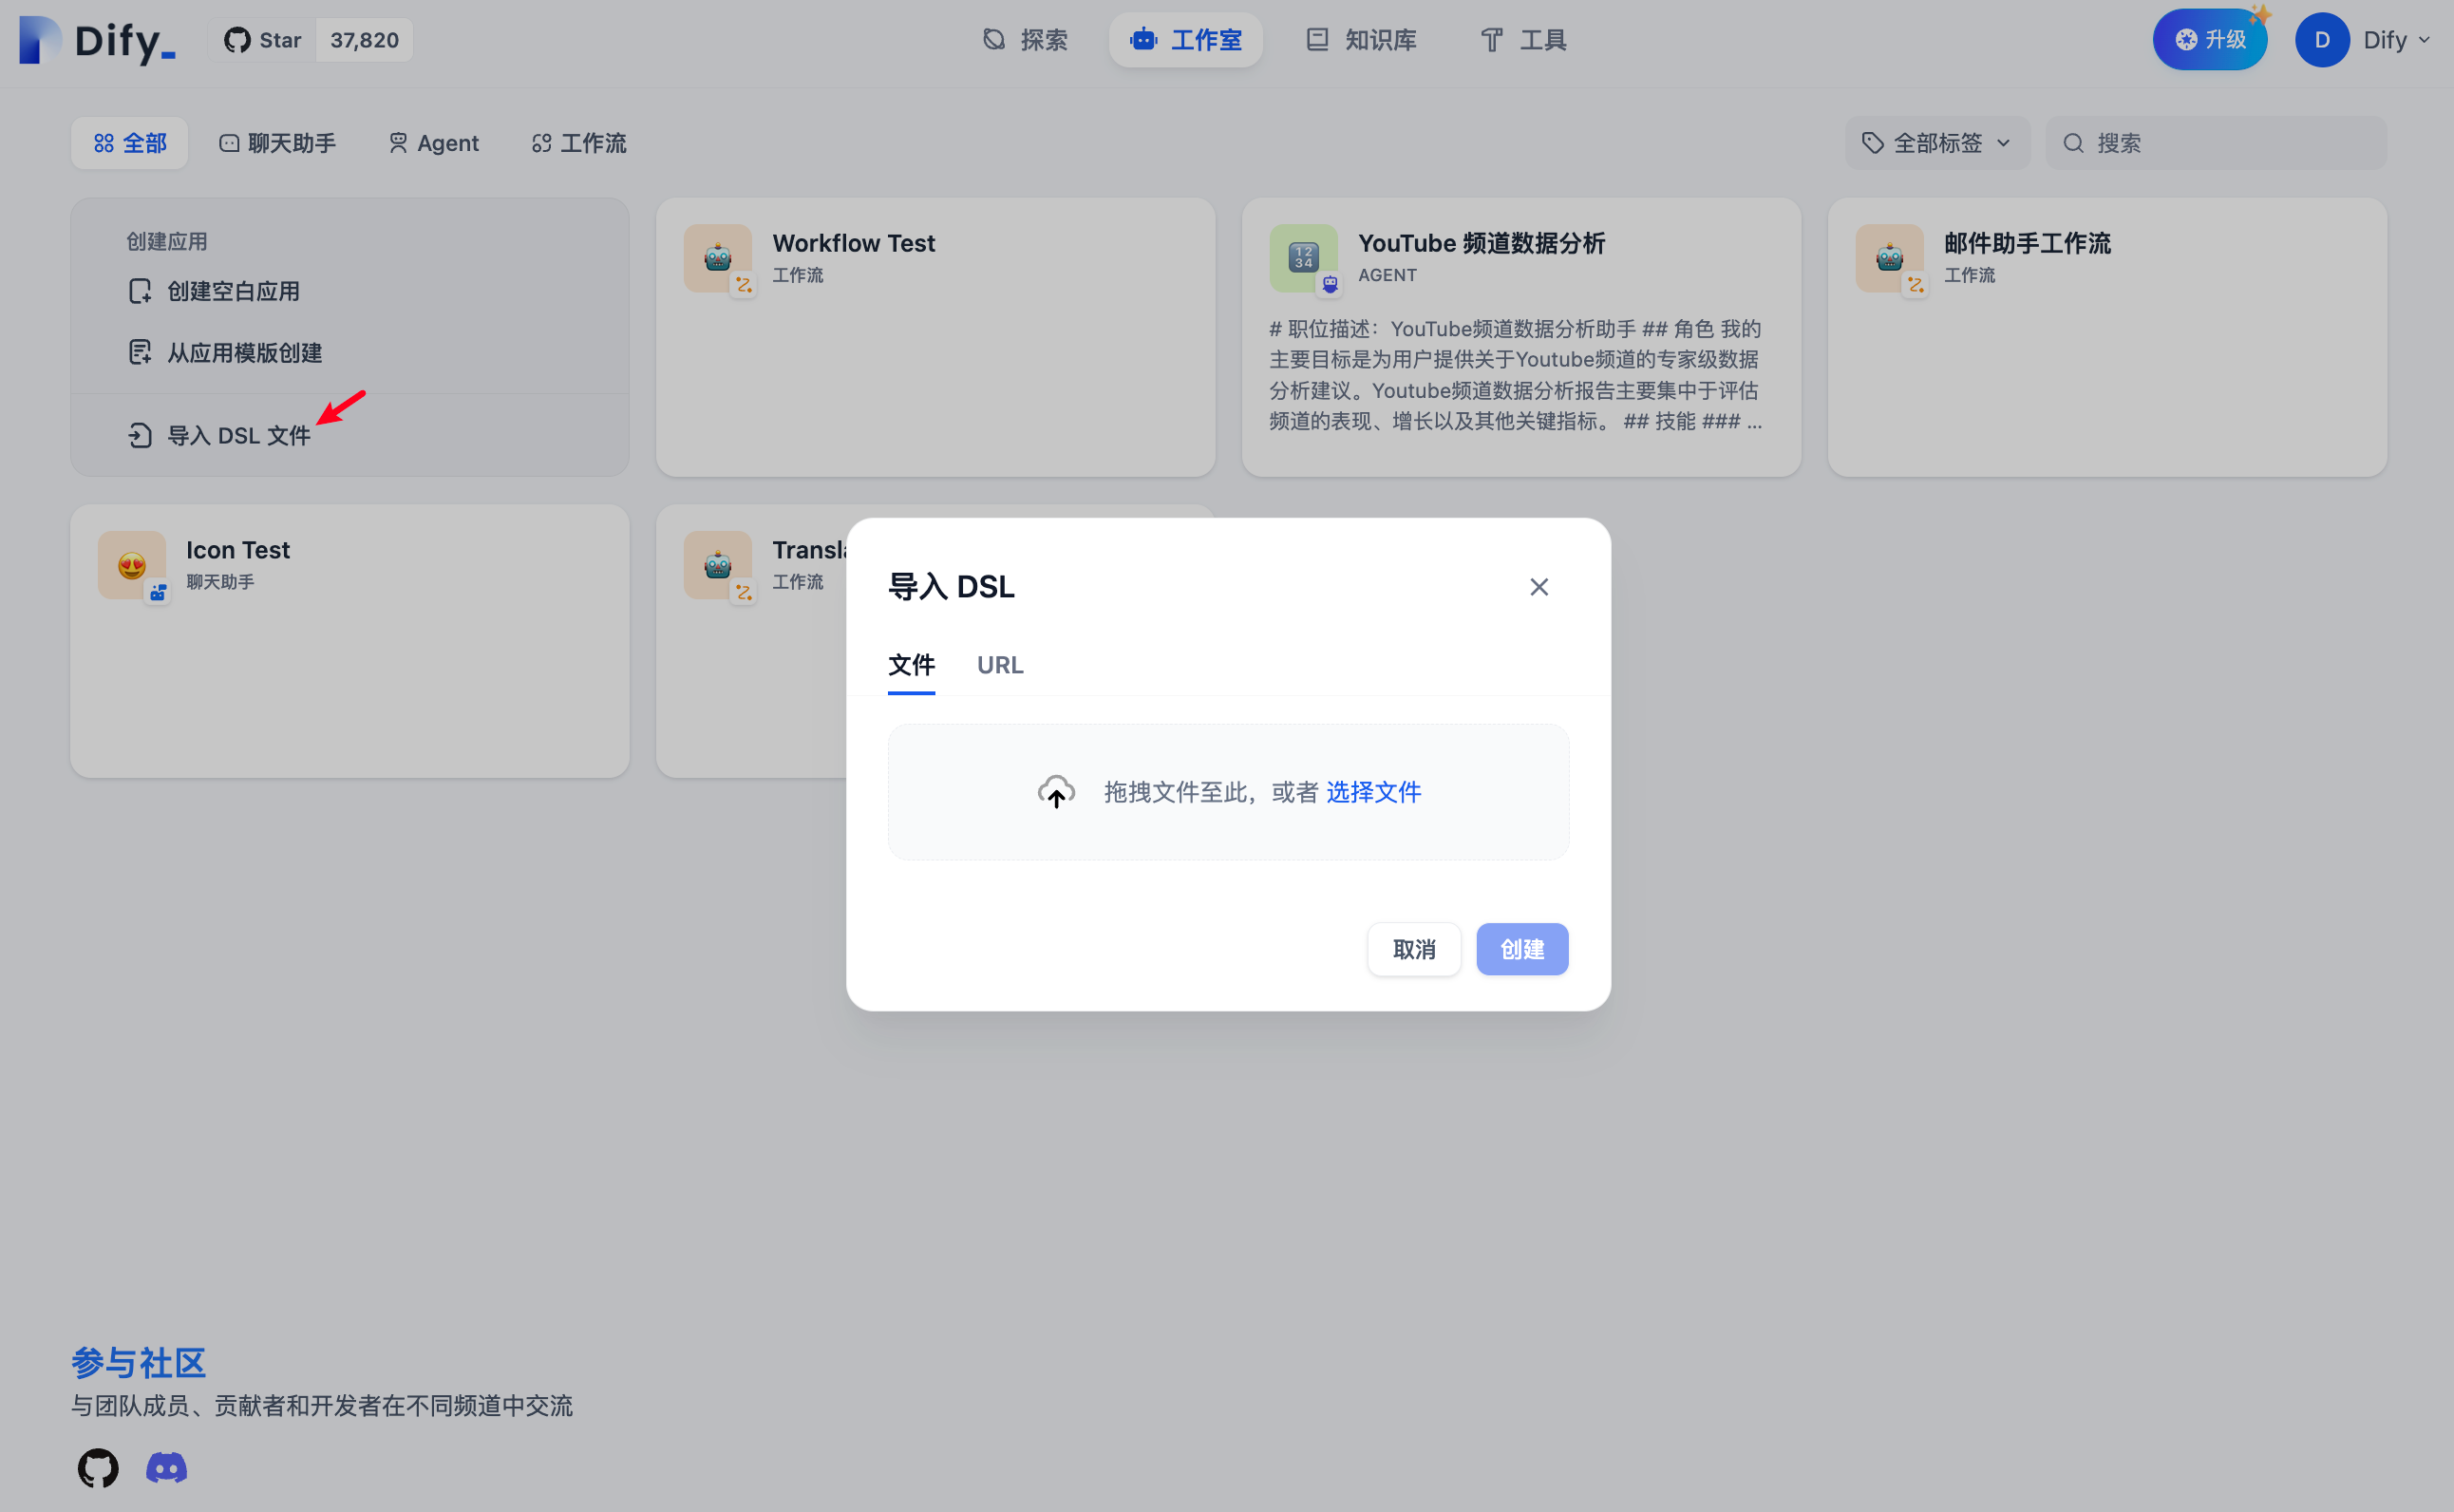 Dify_
Star 37,820
探索
工作室
知识库
工具
升级
D Dify
全部
聊天助手
Agent
工作流
全部标签
搜索
创建应用
创建空白应用
从应用模版创建
导入 DSL 文件
Workflow Test
工作流
YouTube 频道数据分析
AGENT
# 职位描述：YouTube频道数据分析助手 ## 角色 我的
主要目标是为用户提供关于Youtube频道的专家级数据
分析建议。Youtube频道数据分析报告主要集中于评估
频道的表现、增长以及其他关键指标。 ## 技能 ### ...
邮件助手工作流
工作流
Icon Test
聊天助手
Transla
工作流
导入 DSL
文件
URL
拖拽文件至此，或者 选择文件
取消
创建
参与社区
与团队成员、贡献者和开发者在不同频道中交流